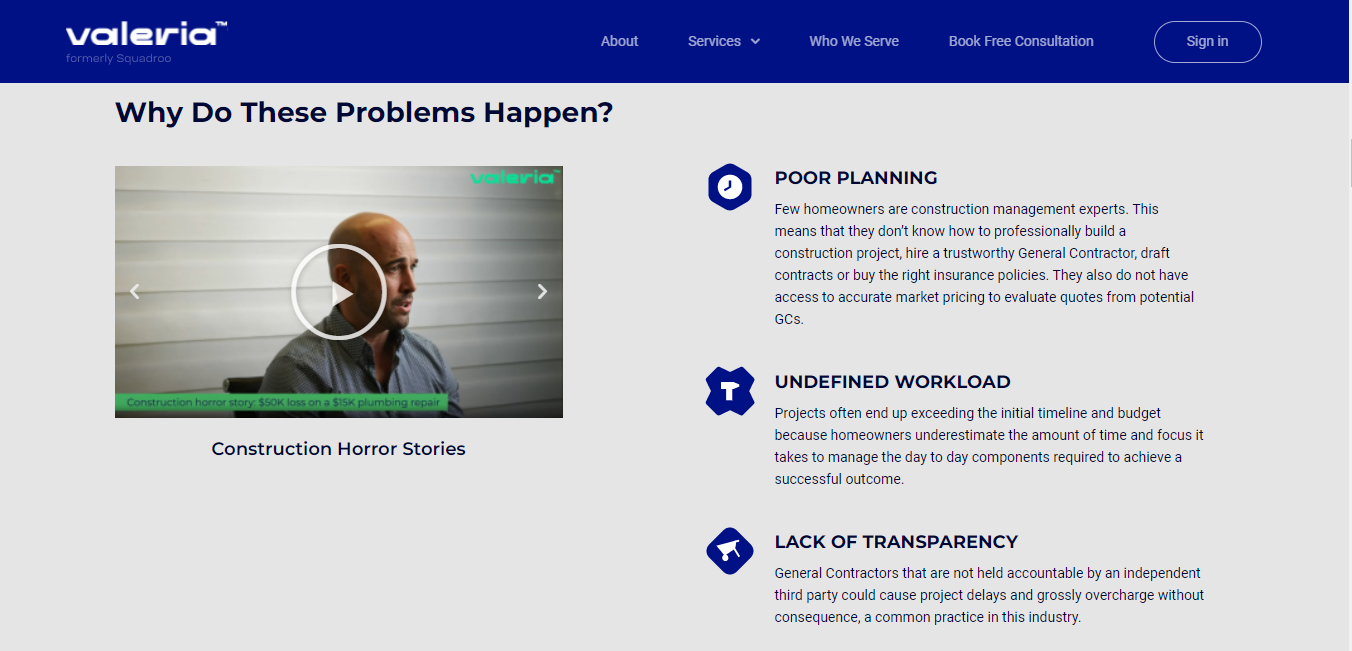 valeria™
formerly Squadroo
About
Services
Who We Serve
Book Free Consultation
Sign in
Why Do These Problems Happen?
valeria™
Construction horror story: $50K loss on a $15K plumbing repair
Construction Horror Stories
POOR PLANNING
Few homeowners are construction management experts. This
means that they don’t know how to professionally build a
construction project, hire a trustworthy General Contractor, draft
contracts or buy the right insurance policies. They also do not have
access to accurate market pricing to evaluate quotes from potential
GCs.
UNDEFINED WORKLOAD
Projects often end up exceeding the initial timeline and budget
because homeowners underestimate the amount of time and focus it
takes to manage the day to day components required to achieve a
successful outcome.
LACK OF TRANSPARENCY
General Contractors that are not held accountable by an independent
third party could cause project delays and grossly overcharge without
consequence, a common practice in this industry.